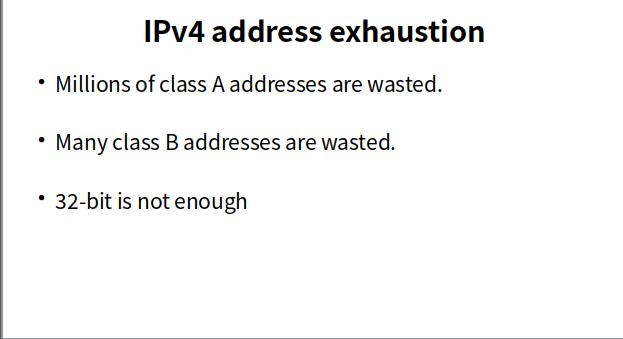 IPv4 address exhaustion
• Millions of class A addresses are wasted.
• Many class B addresses are wasted.
• 32-bit is not enough